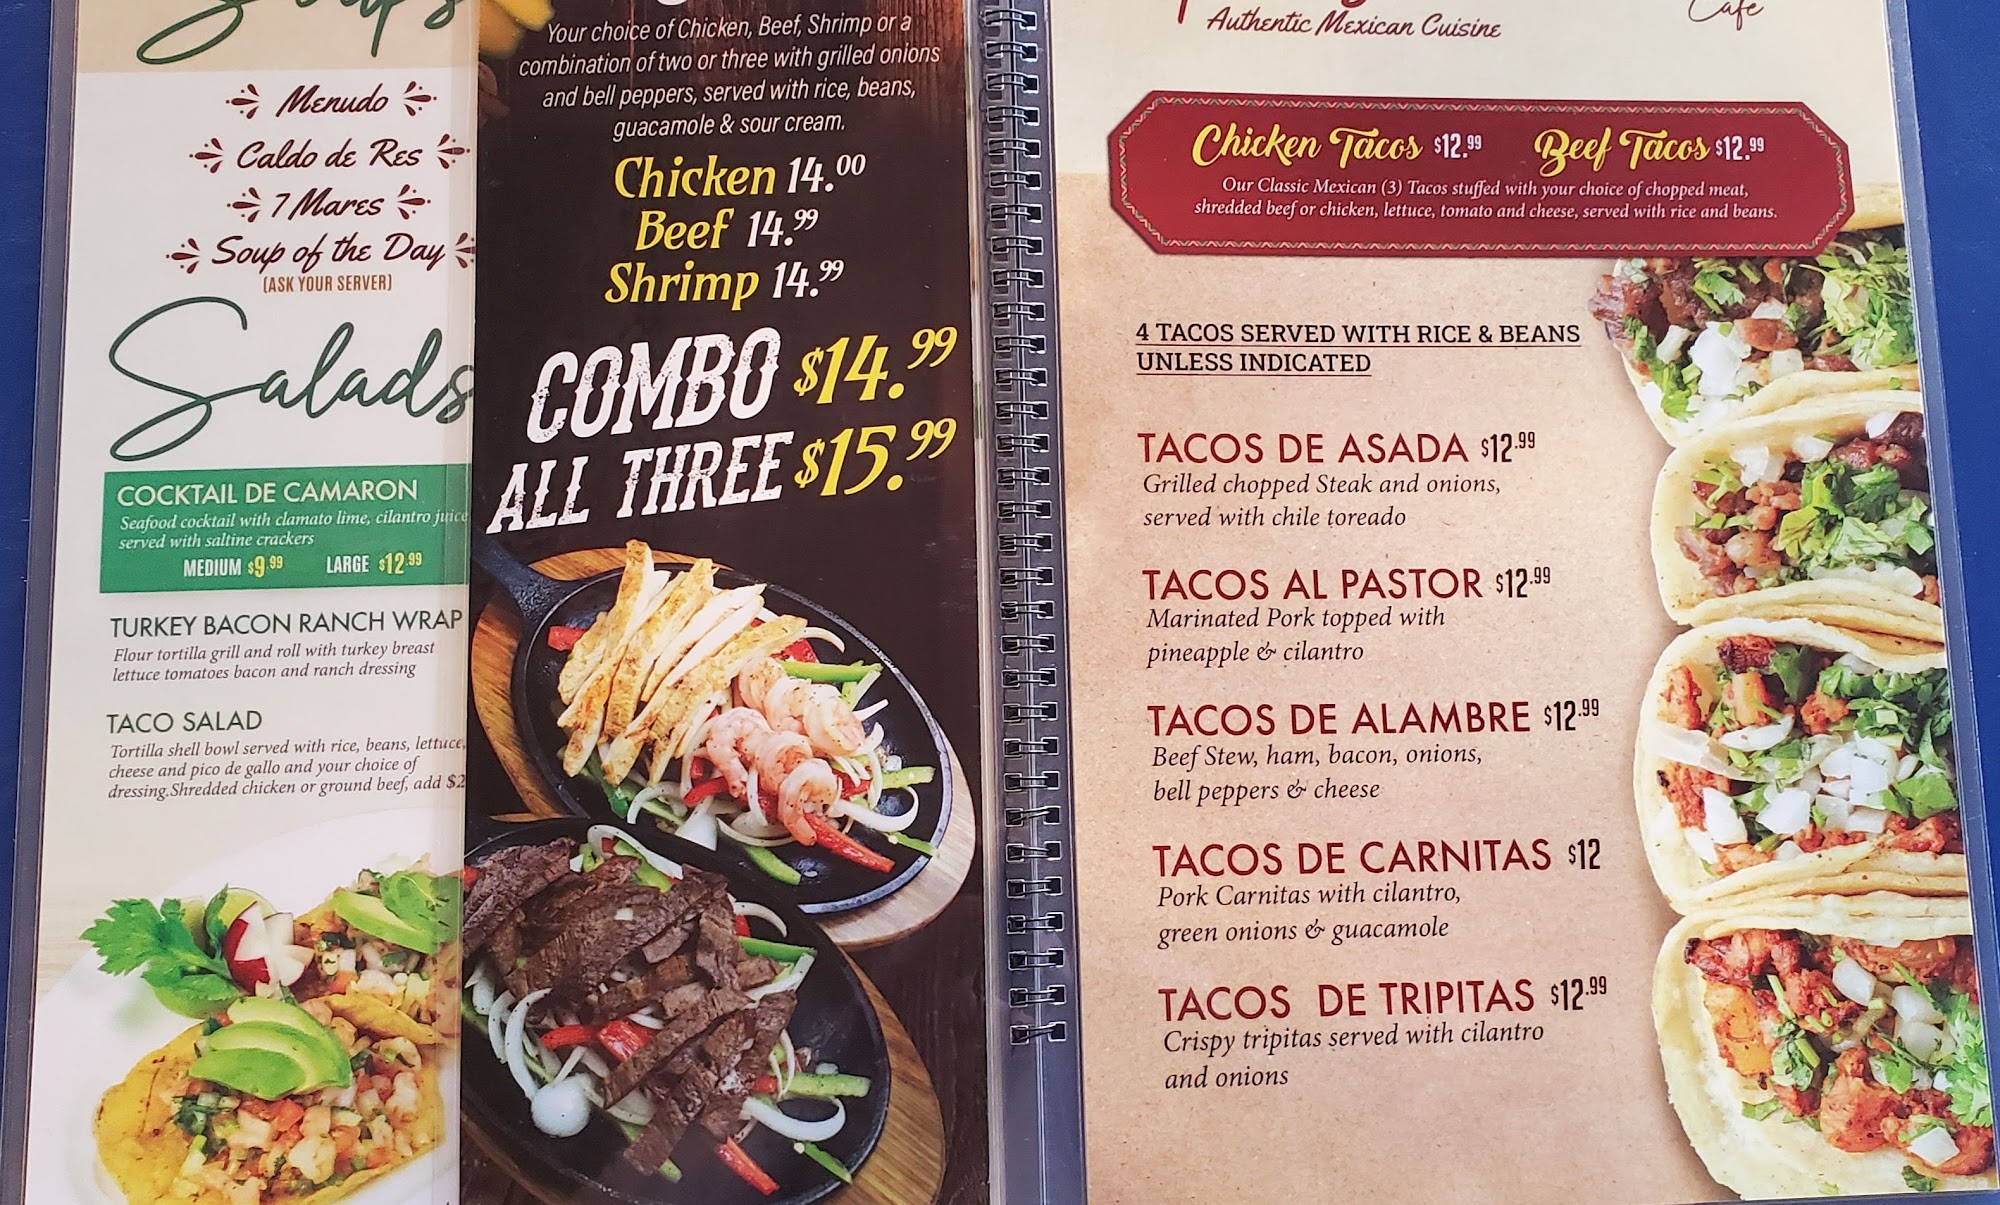 Soups
Menudo
Caldo de Res
7 Mares
Soup of the Day
(ASK YOUR SERVER)
Salads
COCKTAIL DE CAMARON
Seafood cocktail with clamato lime, cilantro juice
served with saltine crackers
MEDIUM $9.99 LARGE $12.99
TURKEY BACON RANCH WRAP
Flour tortilla grill and roll with turkey breast
lettuce tomatoes bacon and ranch dressing
TACO SALAD
Tortilla shell bowl served with rice, beans, lettuce,
cheese and pico de gallo and your choice of
dressing.Shredded chicken or ground beef, add $2
Your choice of Chicken, Beef, Shrimp or a
combination of two or three with grilled onions
and bell peppers, served with rice, beans,
guacamole & sour cream.
Chicken 14.00
Beef 14.99
Shrimp 14.99
COMBO $14.99
ALL THREE $15.99
Authentic Mexican Cuisine
Cafe
Chicken Tacos $12.99 Beef Tacos $12.99
Our Classic Mexican (3) Tacos stuffed with your choice of chopped meat,
shredded beef or chicken, lettuce, tomato and cheese, served with rice and beans.
4 TACOS SERVED WITH RICE & BEANS
UNLESS INDICATED
TACOS DE ASADA $12.99
Grilled chopped Steak and onions,
served with chile toreado
TACOS AL PASTOR $12.99
Marinated Pork topped with
pineapple & cilantro
TACOS DE ALAMBRE $12.99
Beef Stew, ham, bacon, onions,
bell peppers & cheese
TACOS DE CARNITAS $12
Pork Carnitas with cilantro,
green onions & guacamole
TACOS DE TRIPITAS $12.99
Crispy tripitas served with cilantro
and onions